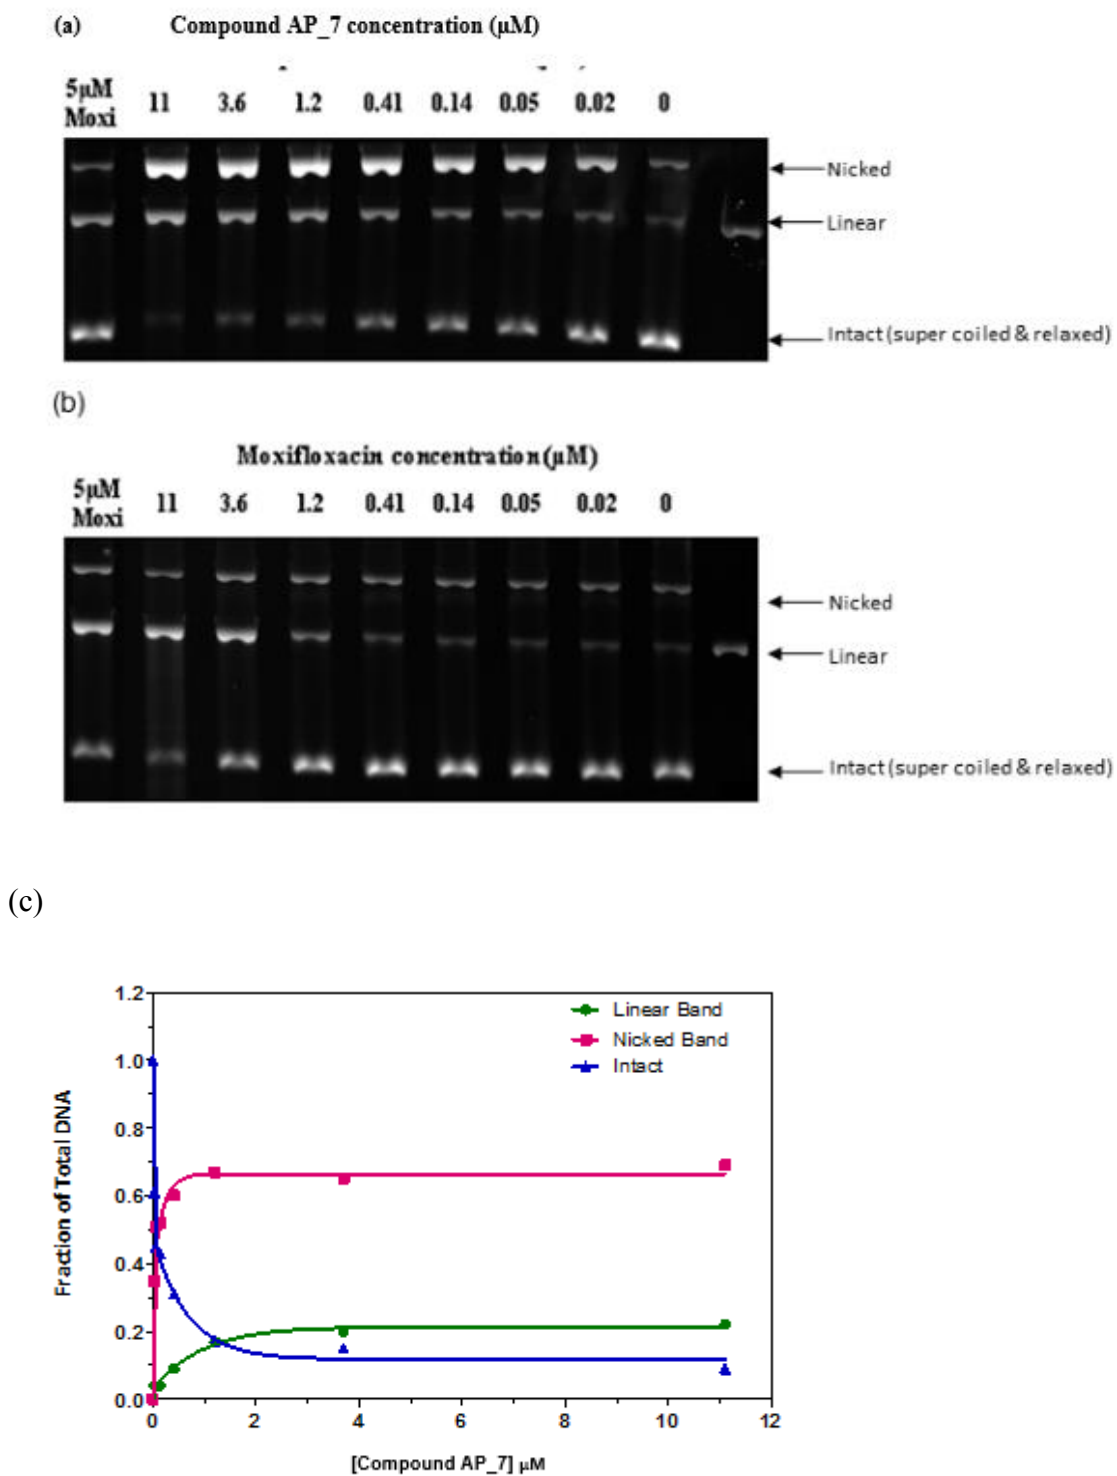 (a) Compound AP_7 concentration (µM)
5µM Moxi 11 3.6 1.2 0.41 0.14 0.05 0.02 0
Nicked
Linear
Intact (super coiled & relaxed)
(b)
Moxifloxacin concentration (µM)
5µM Moxi 11 3.6 1.2 0.41 0.14 0.05 0.02 0
Nicked
Linear
Intact (super coiled & relaxed)
(c)
Linear Band
Nicked Band
Intact
Fraction of Total DNA
1.2
1.0
0.8
0.6
0.4
0.2
0.0
0 2 4 6 8 10 12
[Compound AP_7] µM